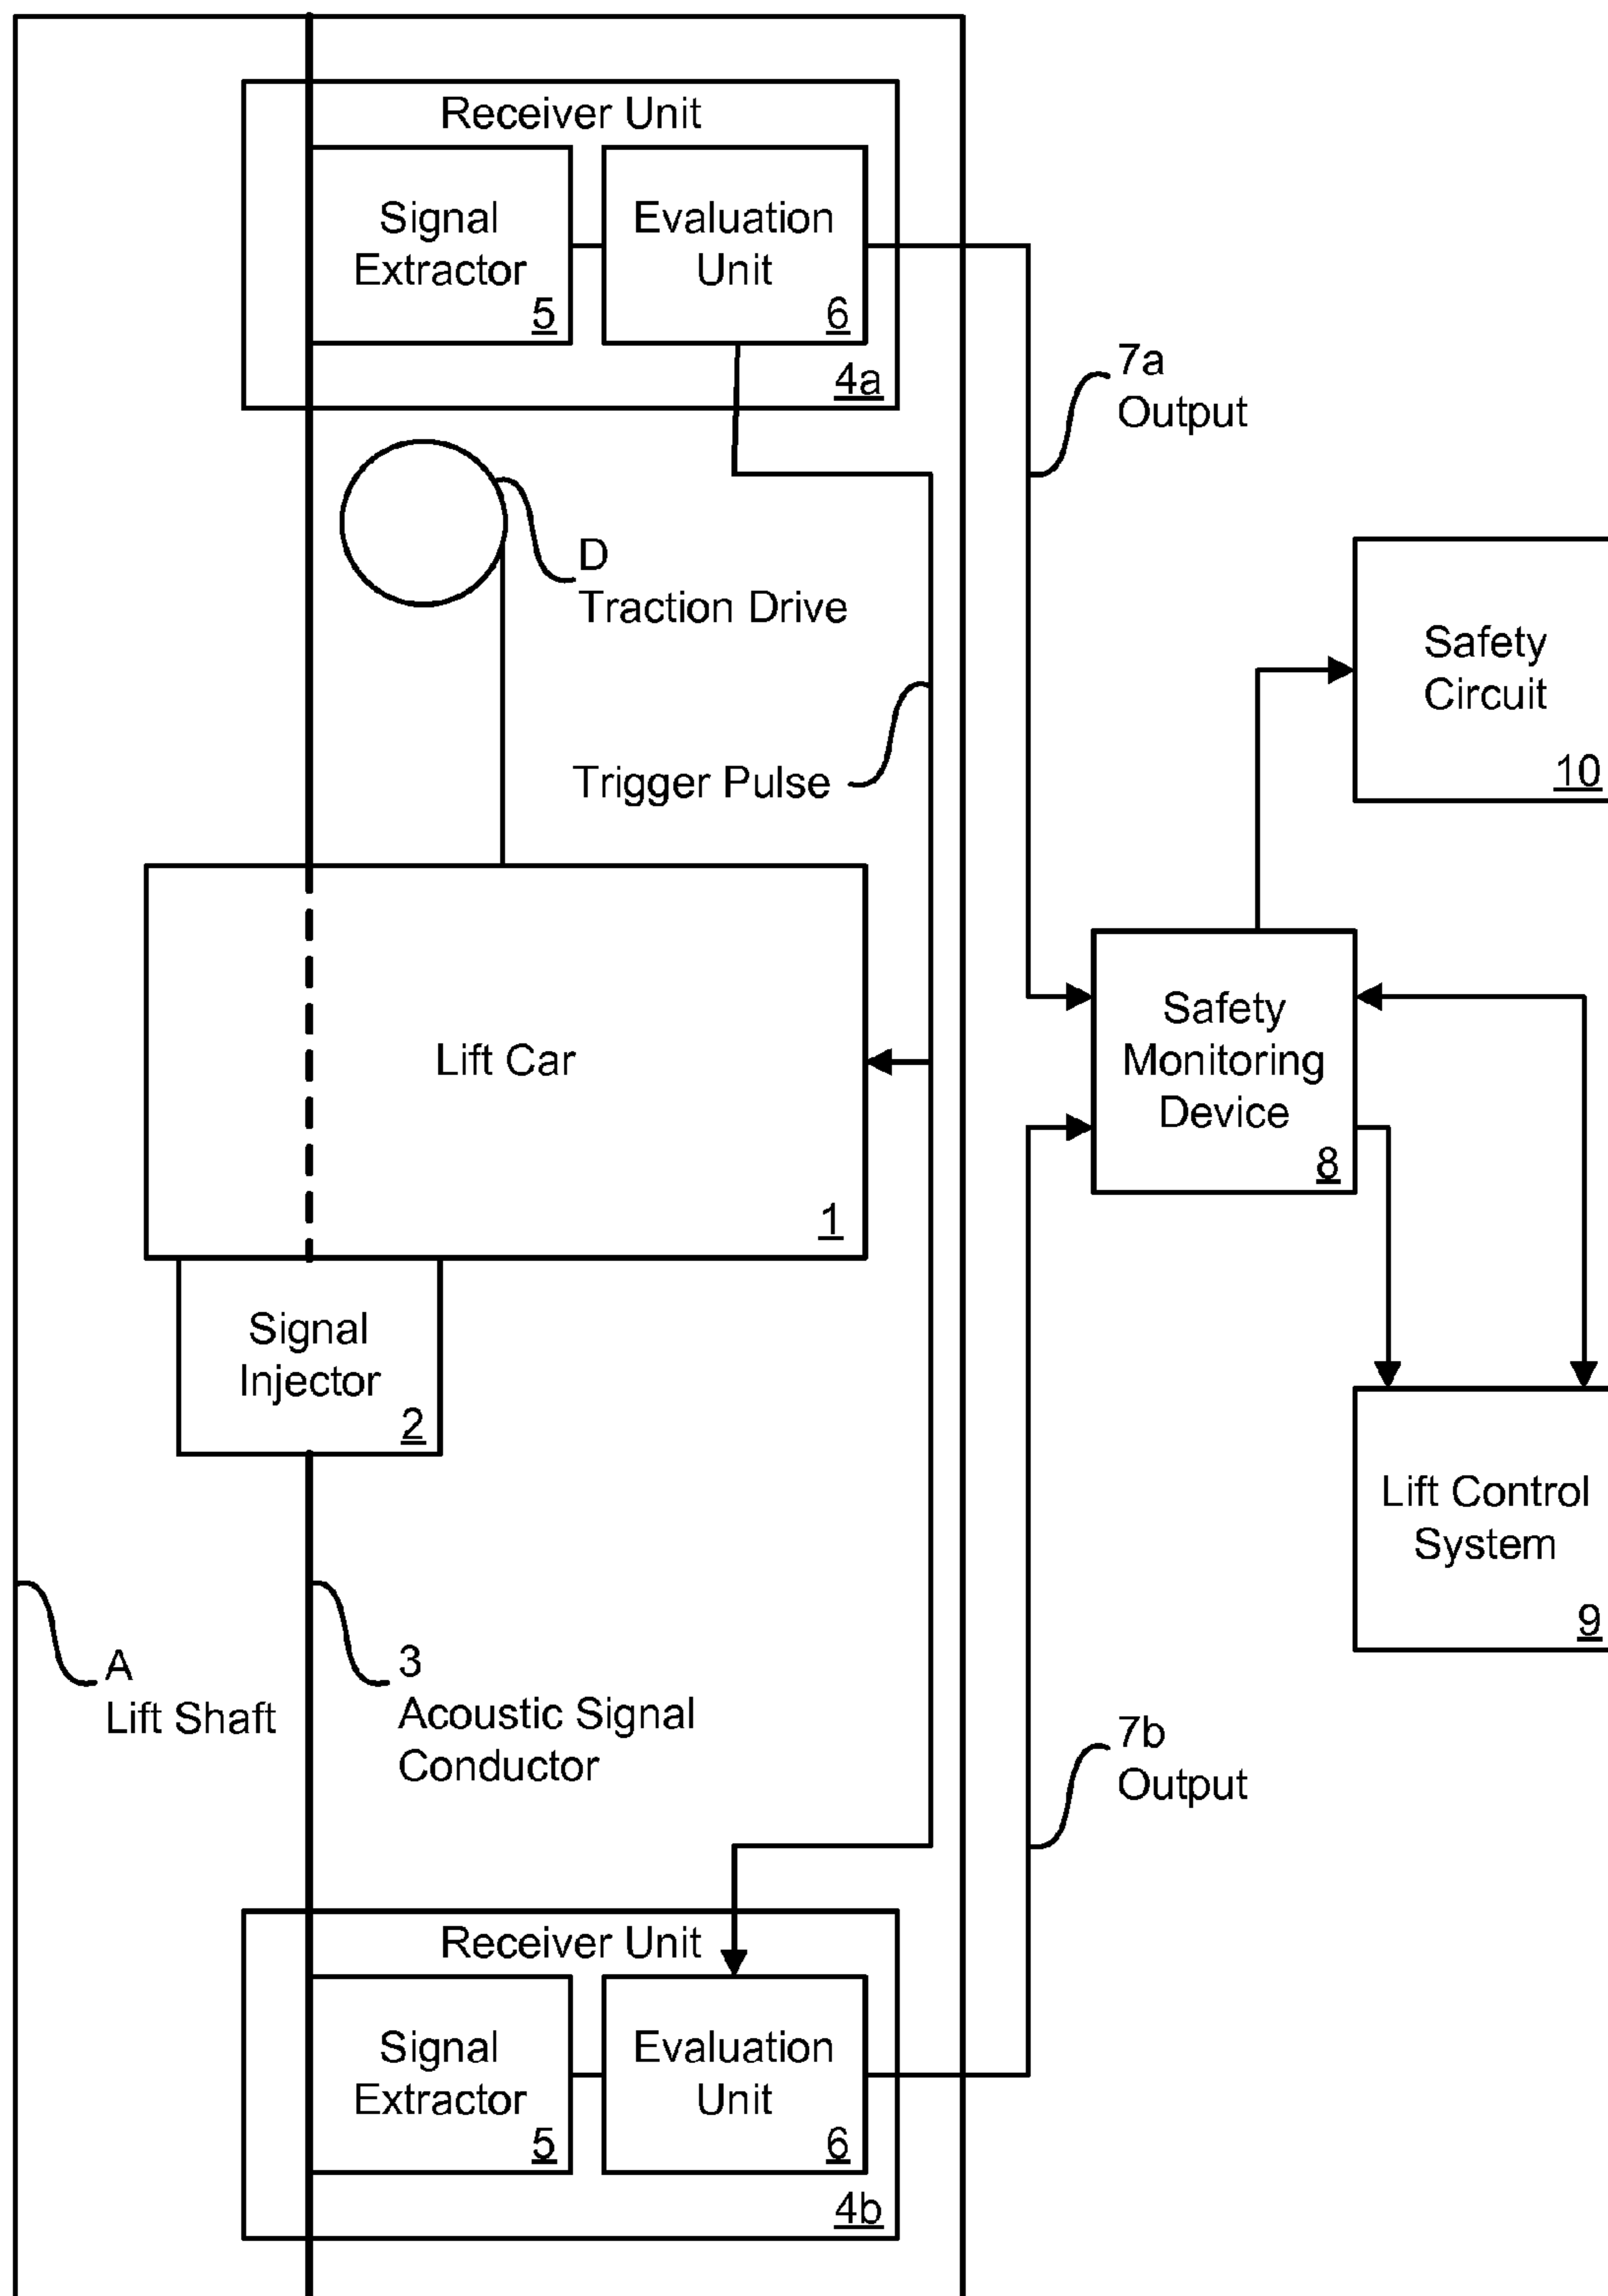 Receiver Unit
Signal
Extractor
5
Evaluation
Unit
6
4a
7a
Output
D
Traction Drive
Safety
Circuit
10
Trigger Pulse
Lift Car
1
Safety
Monitoring
Device
8
Signal
Injector
2
Lift Control
System
9
A
Lift Shaft
3
Acoustic Signal
Conductor
7b
Output
Receiver Unit
Signal
Extractor
5
Evaluation
Unit
6
4b